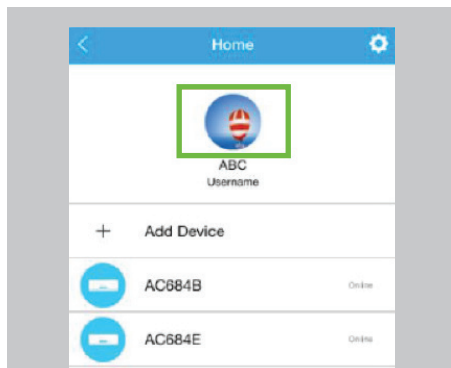 Home
ABC
Username
+ Add Device
AC684B Online
AC684E Online